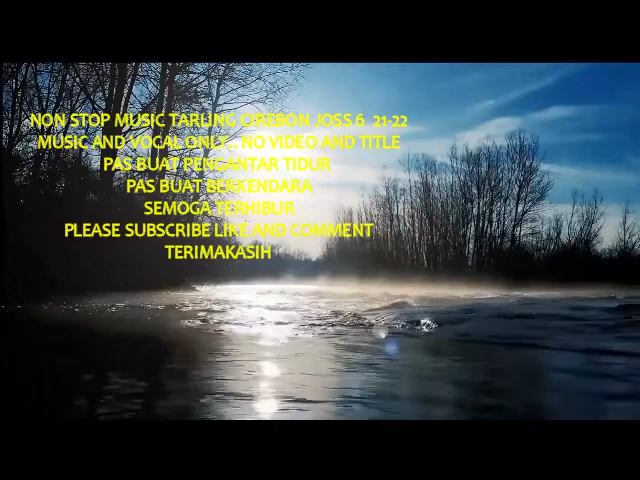 NON STOP MUSIC TARLING CIREBON JOSS 6 21-22
MUSIC AND VOCAL ONLY.. NO VIDEO AND TITLE
PAS BUAT PENGANTAR TIDUR
PAS BUAT BERKENDARA
SEMOGA TERHIBUR
PLEASE SUBSCRIBE LIKE AND COMMENT
TERIMAKASIH